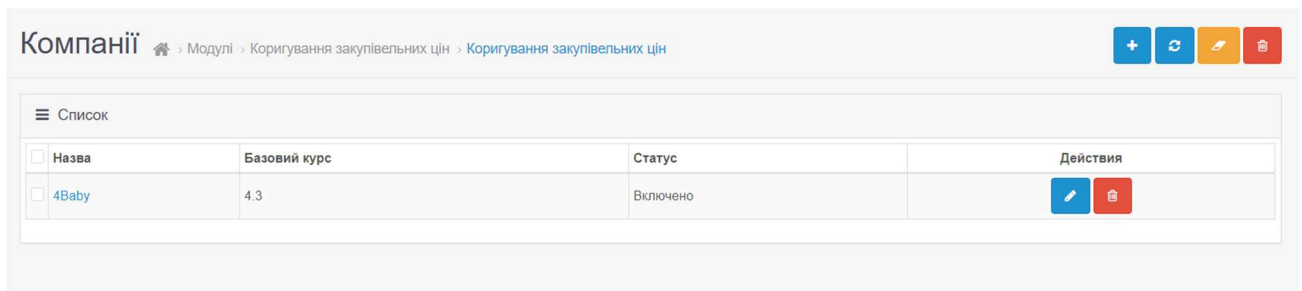 Компанії › Модулі › Коригування закупівельних цін › Коригування закупівельних цін
Список
Назва Базовий курс Статус Действия
4Baby 4.3 Включено